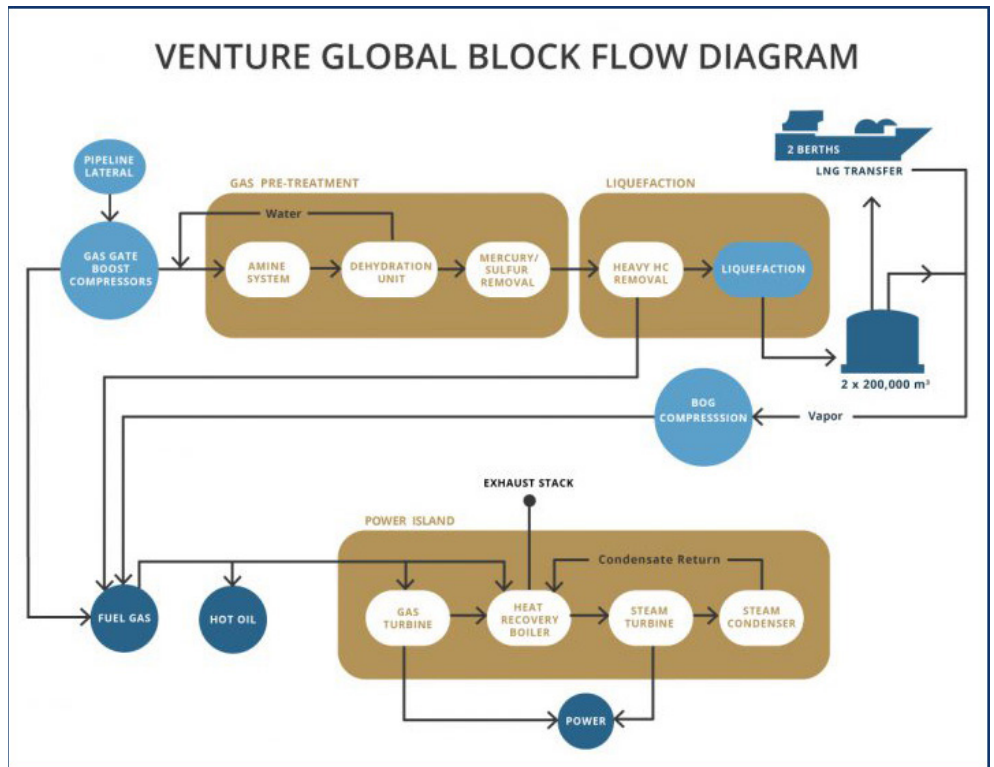 VENTURE GLOBAL BLOCK FLOW DIAGRAM
2 BERTHS
LNG TRANSFER
PIPELINE
LATERAL
GAS PRE-TREATMENT
LIQUEFACTION
Water
GAS GATE
BOOST
COMPRESSORS
AMINE
SYSTEM
DEHYDRATION
UNIT
MERCURY/
SULFUR
REMOVAL
HEAVY HC
REMOVAL
LIQUEFACTION
2 x 200,000 m³
BOG
COMPRESSSION
Vapor
EXHAUST STACK
POWER ISLAND
Condensate Return
FUEL GAS
HOT OIL
GAS
TURBINE
HEAT
RECOVERY
BOILER
STEAM
TURBINE
STEAM
CONDENSER
POWER